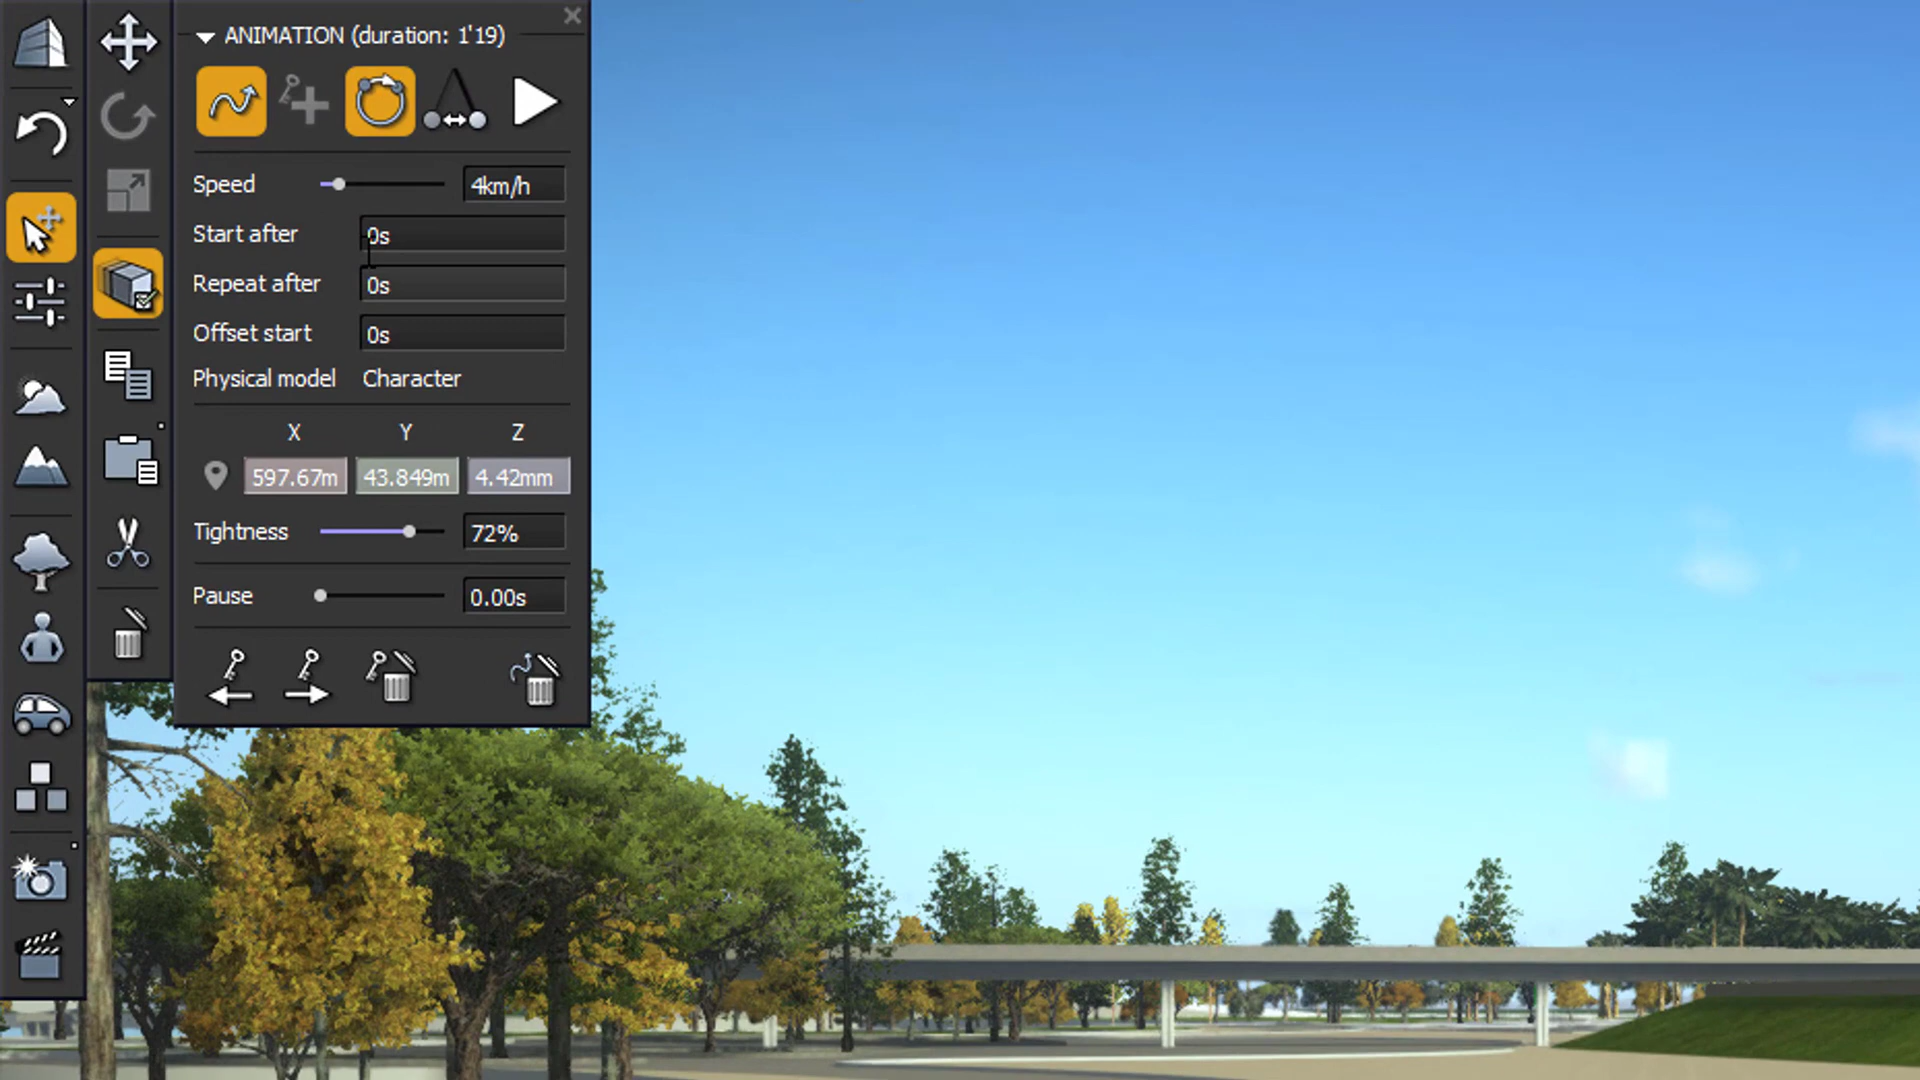 ANIMATION (duration: 1'19)
Speed 4km/h
Start after 0s
Repeat after 0s
Offset start 0s
Physical model Character
X Y Z
597.67m 43.849m 4.42mm
Tightness 72%
Pause 0.00s